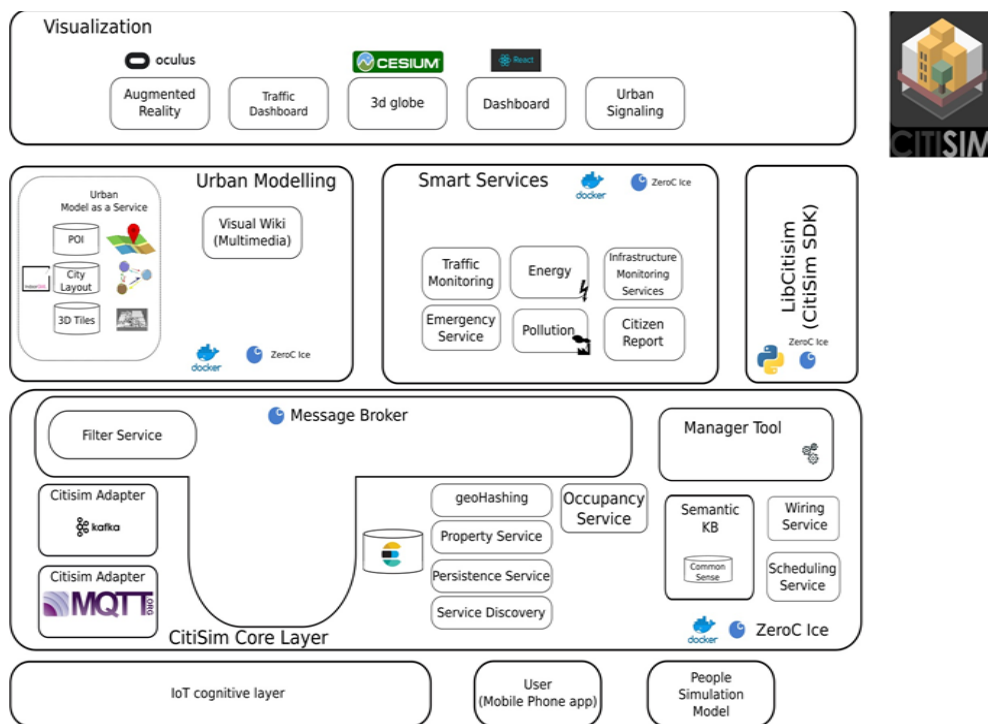 Visualization
oculus
CESIUM
React
Augmented
Reality
Traffic
Dashboard
3d globe
Dashboard
Urban
Signaling
CITISIM
Urban Modelling
Urban
Model as a Service
POI
City
Layout
3D Tiles
Visual Wiki
(Multimedia)
docker
ZeroC Ice
Smart Services
docker
ZeroC Ice
Traffic
Monitoring
Energy
Infrastructure
Monitoring
Services
Emergency
Service
Pollution
Citizen
Report
LibCitisim
(CitiSim SDK)
ZeroC Ice
Message Broker
Filter Service
Citisim Adapter
kafka
Citisim Adapter
MQTT
.ORG
geoHashing
Property Service
Persistence Service
Service Discovery
Occupancy
Service
Manager Tool
Semantic
KB
Common
Sense
Wiring
Service
Scheduling
Service
docker
ZeroC Ice
CitiSim Core Layer
IoT cognitive layer
User
(Mobile Phone app)
People
Simulation
Model